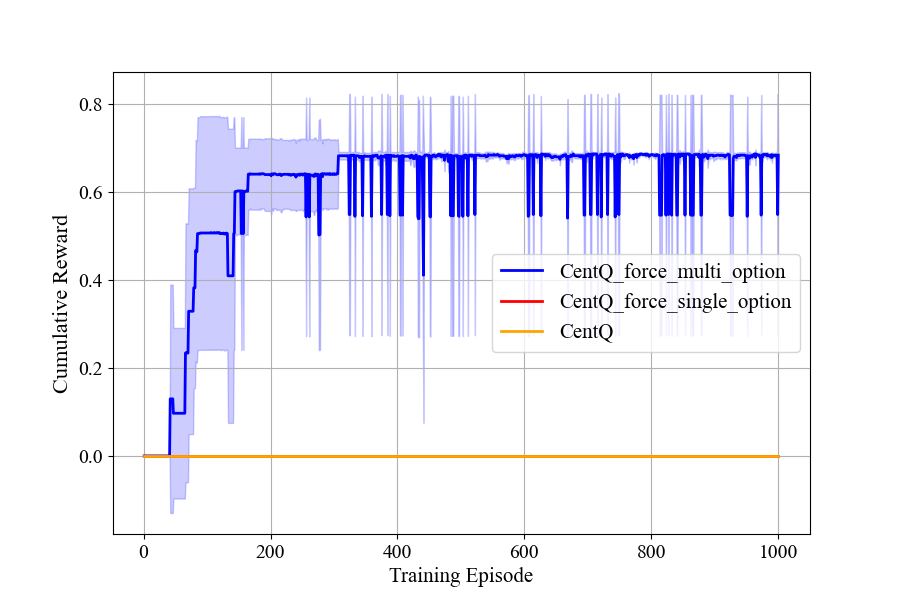 0.8
0.6
0.4
0.2
0.0
Cumulative Reward
CentQ_force_multi_option
CentQ_force_single_option
CentQ
0 200 400 600 800 1000
Training Episode